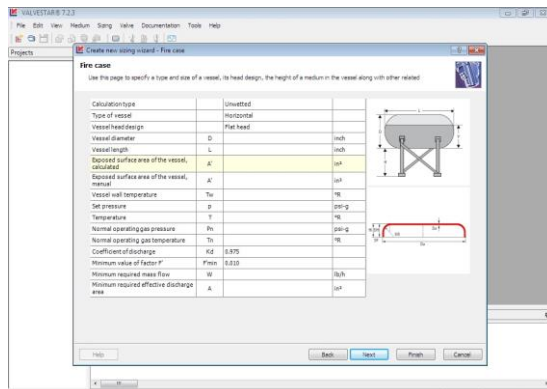 VALVESTAR® 7.2.3
File Edit View Medium Sizing Valve Documentation Tools Help
Projects
Create new sizing wizard - Fire case
Fire case
Use this page to specify a type and size of a vessel, its head design, the height of a medium in the vessel along with other related
Calculation type Unwetted
Type of vessel Horizontal
Vessel head design Flat head
Vessel diameter D inch
Vessel length L inch
Exposed surface area of the vessel, calculated A' in²
Exposed surface area of the vessel, manual A' in²
Vessel wall temperature Tw °R
Set pressure p psi-g
Temperature T °R
Normal operating gas pressure Pn psi-g
Normal operating gas temperature Tn °R
Coefficient of discharge Kd 0.975
Minimum value of factor F' F'min 0.010
Minimum required mass flow W lb/h
Minimum required effective discharge area A in²
L
Help Back Next Finish Cancel